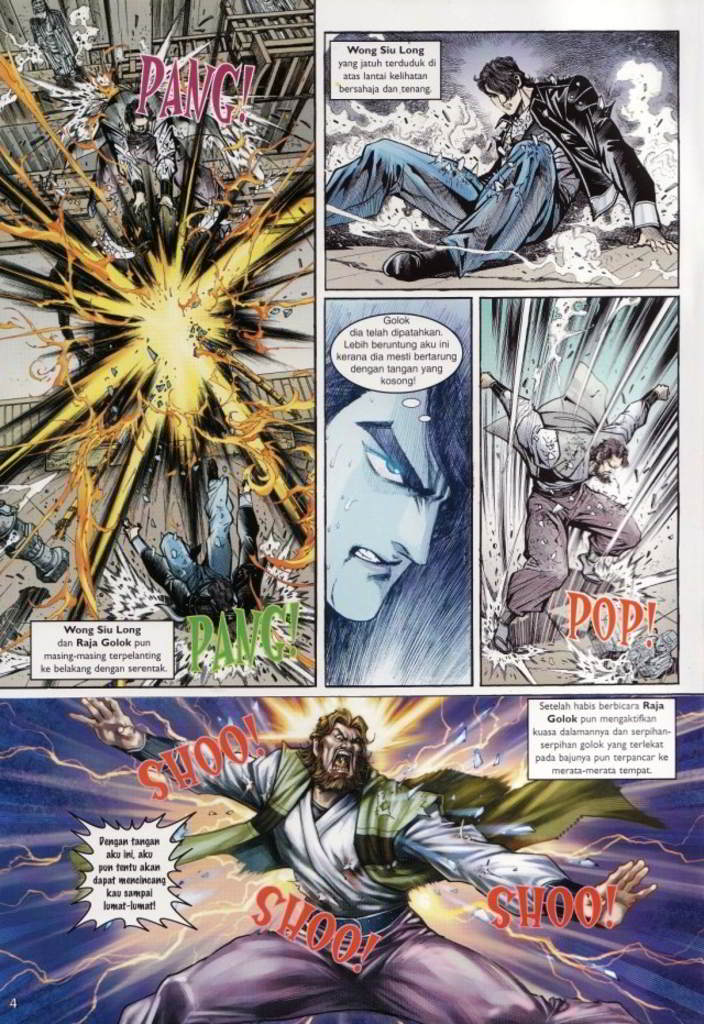 PANG!
Wong Siu Long
dan Raja Golok pun
masing-masing terpelanting
ke belakang dengan serentak.
PANG!
Wong Siu Long
yang jatuh terduduk di
atas lantai kelihatan
bersahaja dan tenang.
Golok
dia telah dipatahkan.
Lebih beruntung aku ini
kerana dia mesti bertarung
dengan tangan yang
kosong!
POP!
Setelah habis berbicara Raja
Golok pun mengaktifkan
kuasa dalamannya dan serpihan-
serpihan golok yang terlekat
pada bajunya pun terpancar ke
merata-merata tempat.
SHOO!
Dengan tangan
aku ini, aku
pun tentu akan
dapat mencincang
kau sampai
lumat-lumat!
SHOO!
SHOO!
4